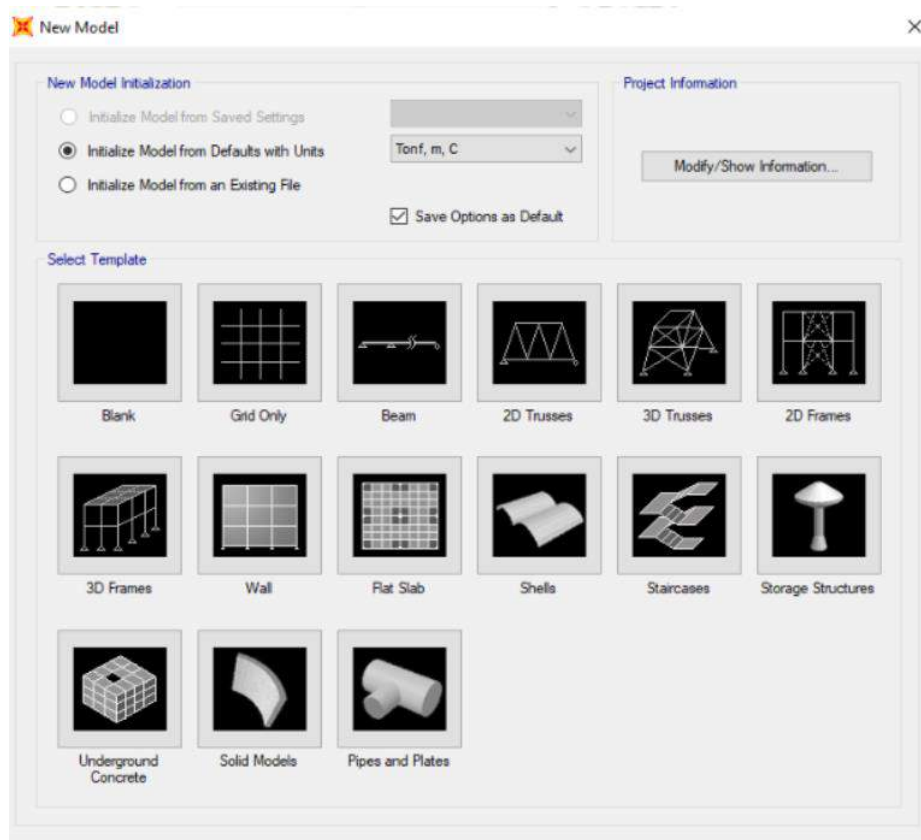 New Model
New Model Initialization
Project Information
Initialize Model from Saved Settings
Initialize Model from Defaults with Units
Tonf, m, C
Modify/Show Information...
Initialize Model from an Existing File
Save Options as Default
Select Template
Blank
Grid Only
Beam
2D Trusses
3D Trusses
2D Frames
3D Frames
Wall
Flat Slab
Shells
Staircases
Storage Structures
Underground
Concrete
Solid Models
Pipes and Plates